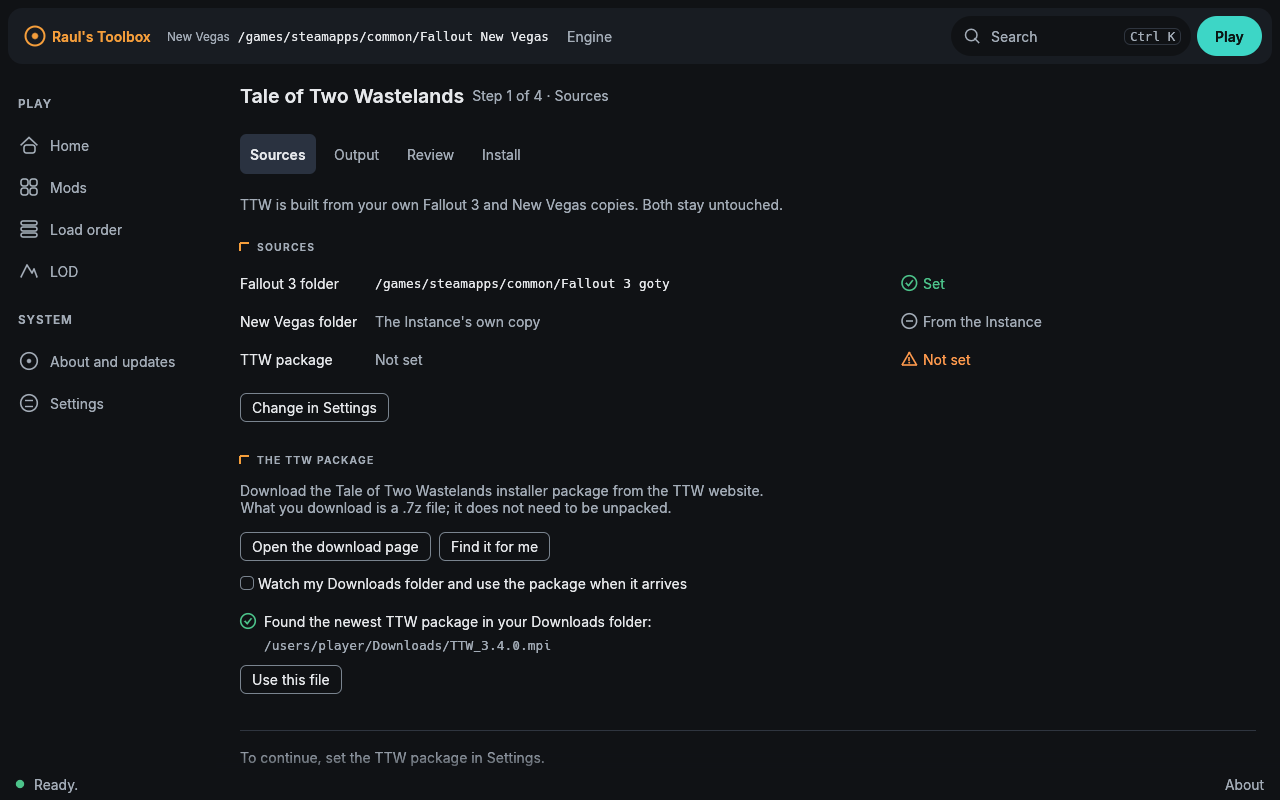 Raul's Toolbox
New Vegas /games/steamapps/common/Fallout New Vegas
Engine
Search
Ctrl K
Play
PLAY
Home
Mods
Load order
LOD
SYSTEM
About and updates
Settings
Tale of Two Wastelands Step 1 of 4 · Sources
Sources
Output
Review
Install
TTW is built from your own Fallout 3 and New Vegas copies. Both stay untouched.
SOURCES
Fallout 3 folder /games/steamapps/common/Fallout 3 goty Set
New Vegas folder The Instance's own copy From the Instance
TTW package Not set Not set
Change in Settings
THE TTW PACKAGE
Download the Tale of Two Wastelands installer package from the TTW website.
What you download is a .7z file; it does not need to be unpacked.
Open the download page
Find it for me
Watch my Downloads folder and use the package when it arrives
Found the newest TTW package in your Downloads folder:
/users/player/Downloads/TTW_3.4.0.mpi
Use this file
To continue, set the TTW package in Settings.
Ready.
About